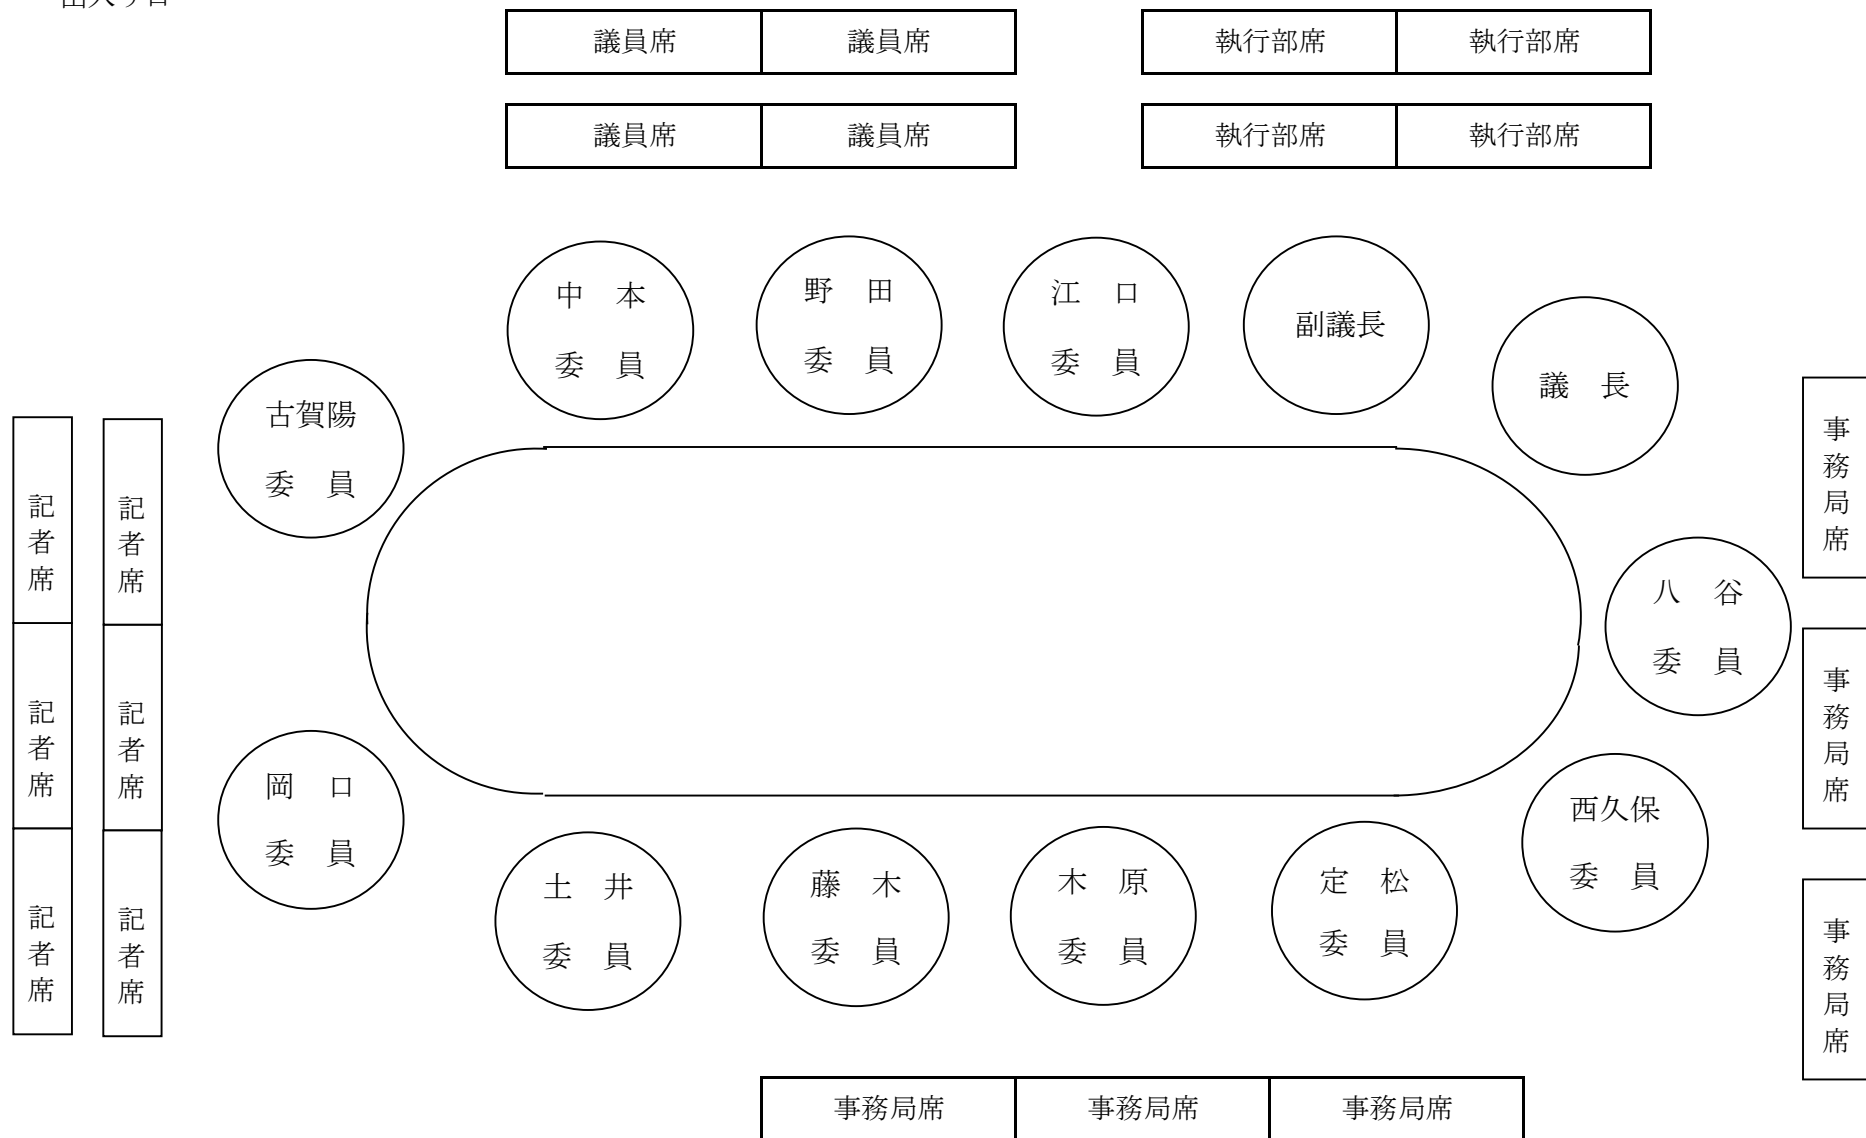 議員席 議員席 執行部席 執行部席
議員席 議員席 執行部席 執行部席
中 本
委 員
野 田
委 員
江 口
委 員
副議長
議 長
古賀陽
委 員
八 谷
委 員
岡 口
委 員
西久保
委 員
土 井
委 員
藤 木
委 員
木 原
委 員
定 松
委 員
記者席
記者席
記者席
記者席
記者席
記者席
事務局席
事務局席
事務局席
事務局席 事務局席 事務局席